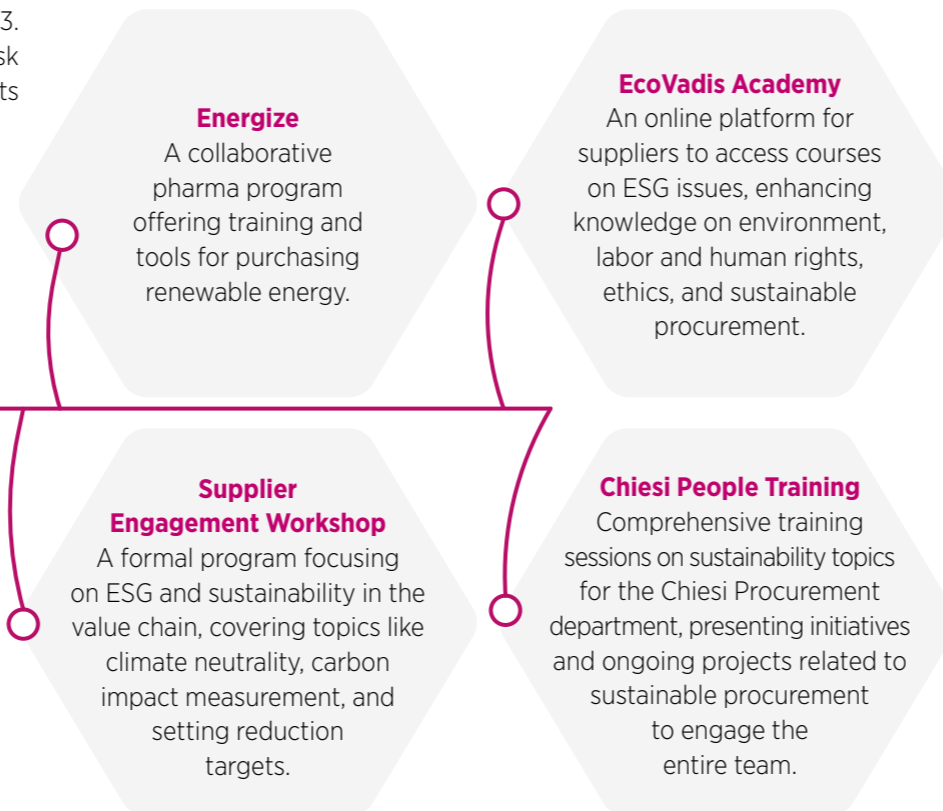 3.
sk
ts
Energize
A collaborative
pharma program
offering training and
tools for purchasing
renewable energy.
EcoVadis Academy
An online platform for
suppliers to access courses
on ESG issues, enhancing
knowledge on environment,
labor and human rights,
ethics, and sustainable
procurement.
Supplier
Engagement Workshop
A formal program focusing
on ESG and sustainability in the
value chain, covering topics like
climate neutrality, carbon
impact measurement, and
setting reduction
targets.
Chiesi People Training
Comprehensive training
sessions on sustainability topics
for the Chiesi Procurement
department, presenting initiatives
and ongoing projects related to
sustainable procurement
to engage the
entire team.